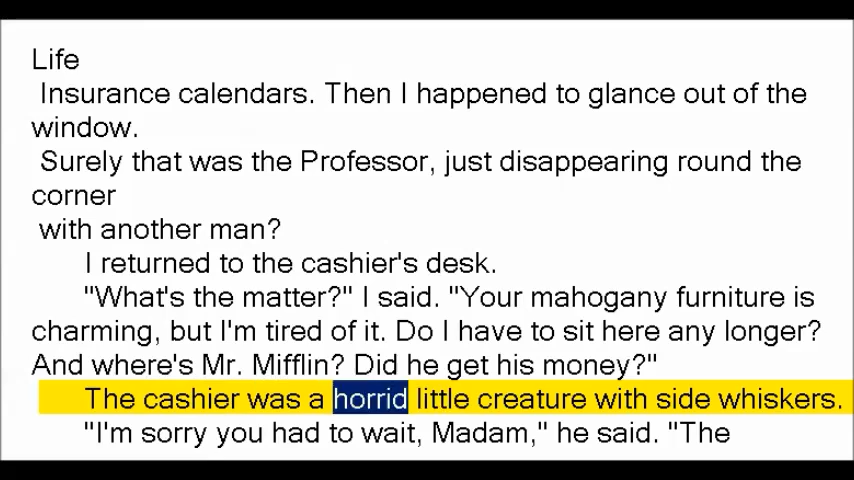 Life
Insurance calendars. Then I happened to glance out of the
window.
Surely that was the Professor, just disappearing round the
corner
with another man?
I returned to the cashier's desk.
"What's the matter?" I said. "Your mahogany furniture is
charming, but I'm tired of it. Do I have to sit here any longer?
And where's Mr. Mifflin? Did he get his money?"
The cashier was a horrid little creature with side whiskers.
"I'm sorry you had to wait, Madam," he said. "The